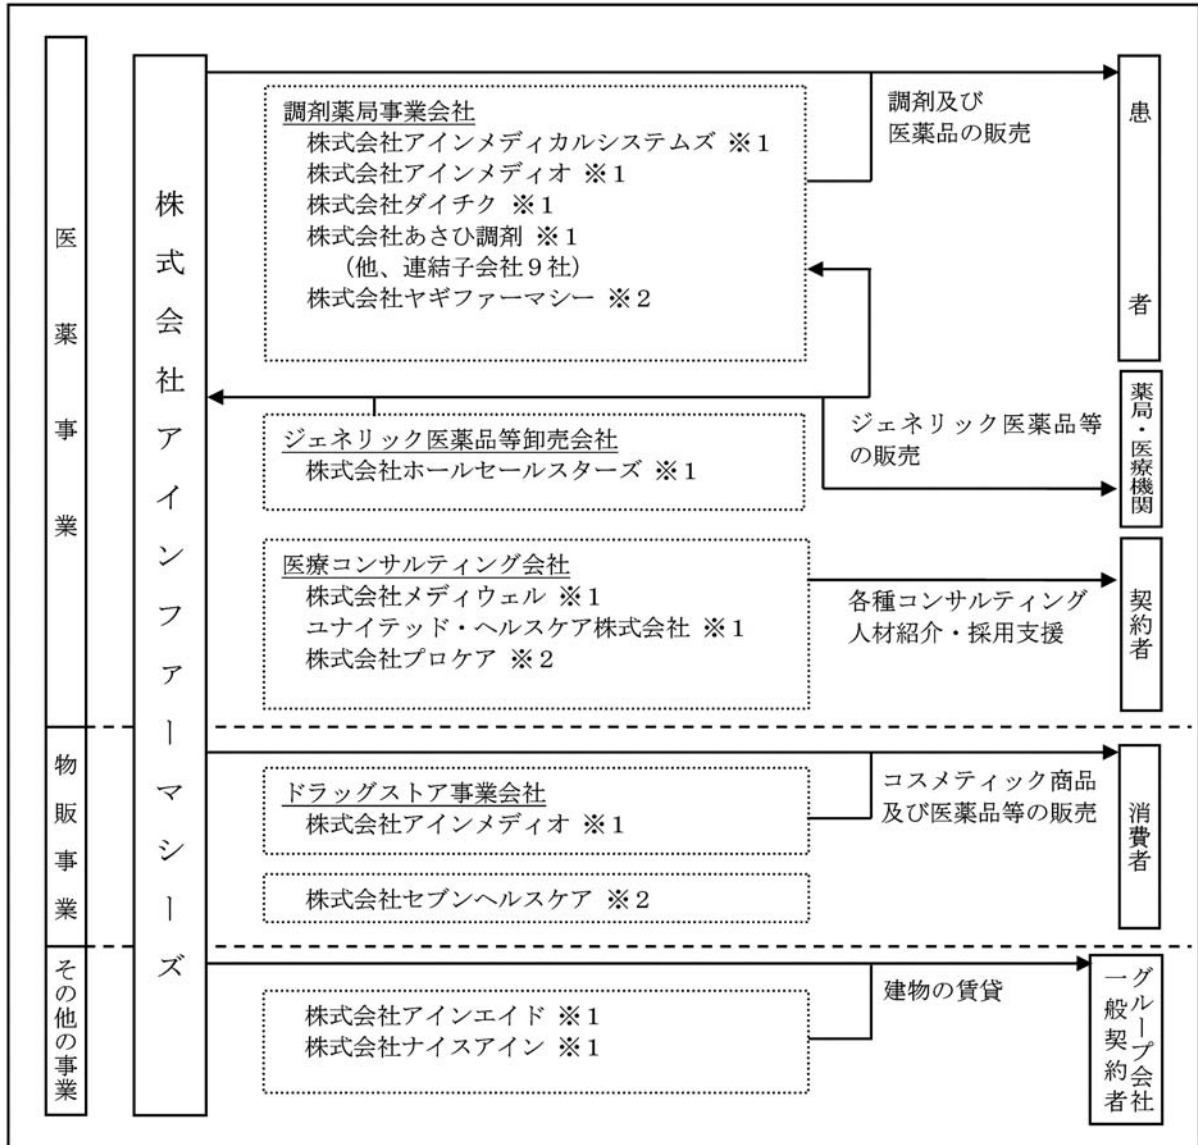 医薬事業
株式会社アインファーマシーズ
調剤薬局事業会社
株式会社アインメディカルシステムズ ※1
株式会社アインメディオ ※1
株式会社ダイチク ※1
株式会社あさひ調剤 ※1
（他、連結子会社９社）
株式会社ヤギファーマシー ※2
調剤及び
医薬品の販売
患者
ジェネリック医薬品等卸売会社
株式会社ホールセールスターズ ※1
ジェネリック医薬品等
の販売
薬局・医療機関
医療コンサルティング会社
株式会社メディウェル ※1
ユナイテッド・ヘルスケア株式会社 ※1
株式会社プロケア ※2
各種コンサルティング
人材紹介・採用支援
契約者
物販事業
ドラッグストア事業会社
株式会社アインメディオ ※1
株式会社セブンヘルスケア ※2
コスメティック商品
及び医薬品等の販売
消費者
その他の事業
株式会社アインエイド ※1
株式会社ナイスアイン ※1
建物の賃貸
グループ会社
一般契約者